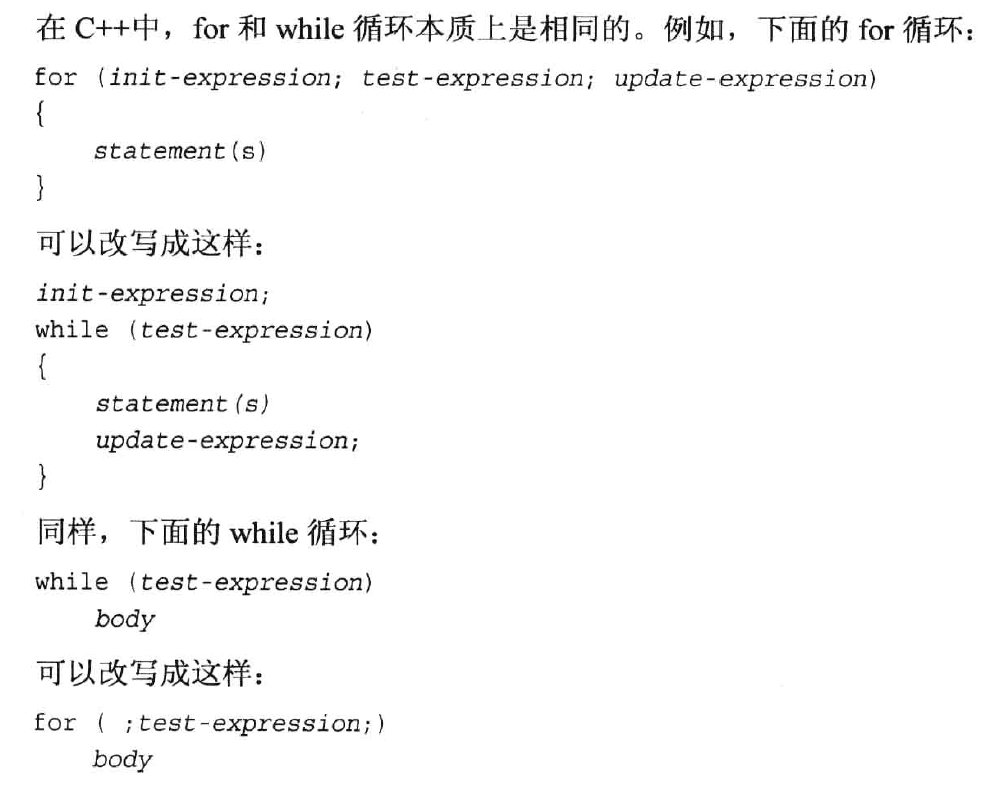 在 C++中，for 和 while 循环本质上是相同的。例如，下面的 for 循环：
for (init-expression; test-expression; update-expression)
{
statement(s)
}
可以改写成这样：
init-expression;
while (test-expression)
{
statement(s)
update-expression;
}
同样，下面的 while 循环：
while (test-expression)
body
可以改写成这样：
for ( ;test-expression;)
body